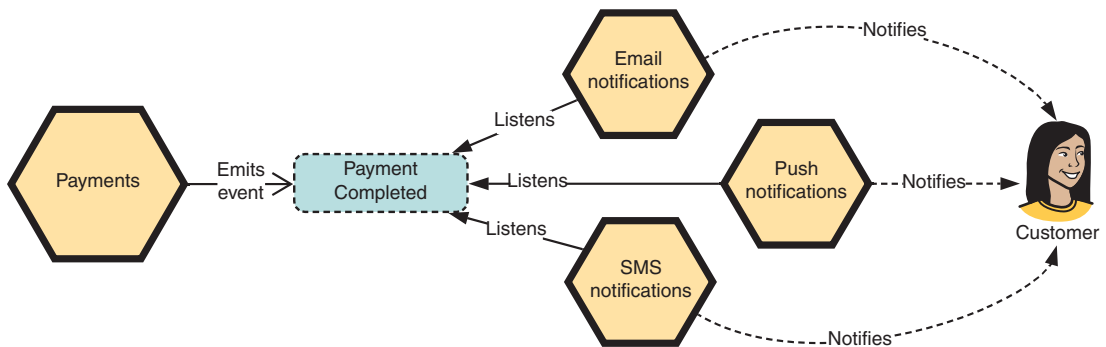 Payments
Emits
event
Payment
Completed
Listens
Email
notifications
Notifies
Listens
Push
notifications
Notifies
Customer
Listens
SMS
notifications
Notifies